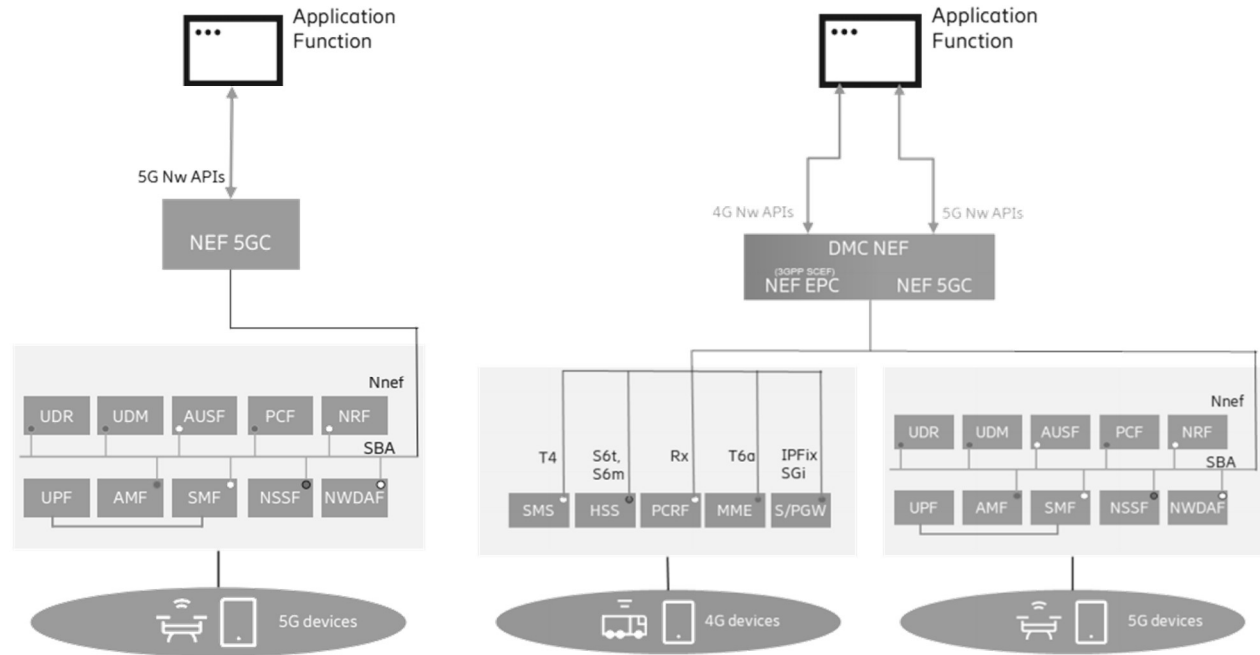 Application
Function
5G Nw APIs
NEF 5GC
Nnef
UDR UDM AUSF PCF NRF
SBA
UPF AMF SMF NSSF NWDAF
5G devices
Application
Function
4G Nw APIs 5G Nw APIs
DMC NEF
(3GPP SCEF)
NEF EPC NEF 5GC
T4 S6t, S6m Rx T6a IPFix SGi
SMS HSS PCRF MME S/PGW
4G devices
Nnef
UDR UDM AUSF PCF NRF
SBA
UPF AMF SMF NSSF NWDAF
5G devices